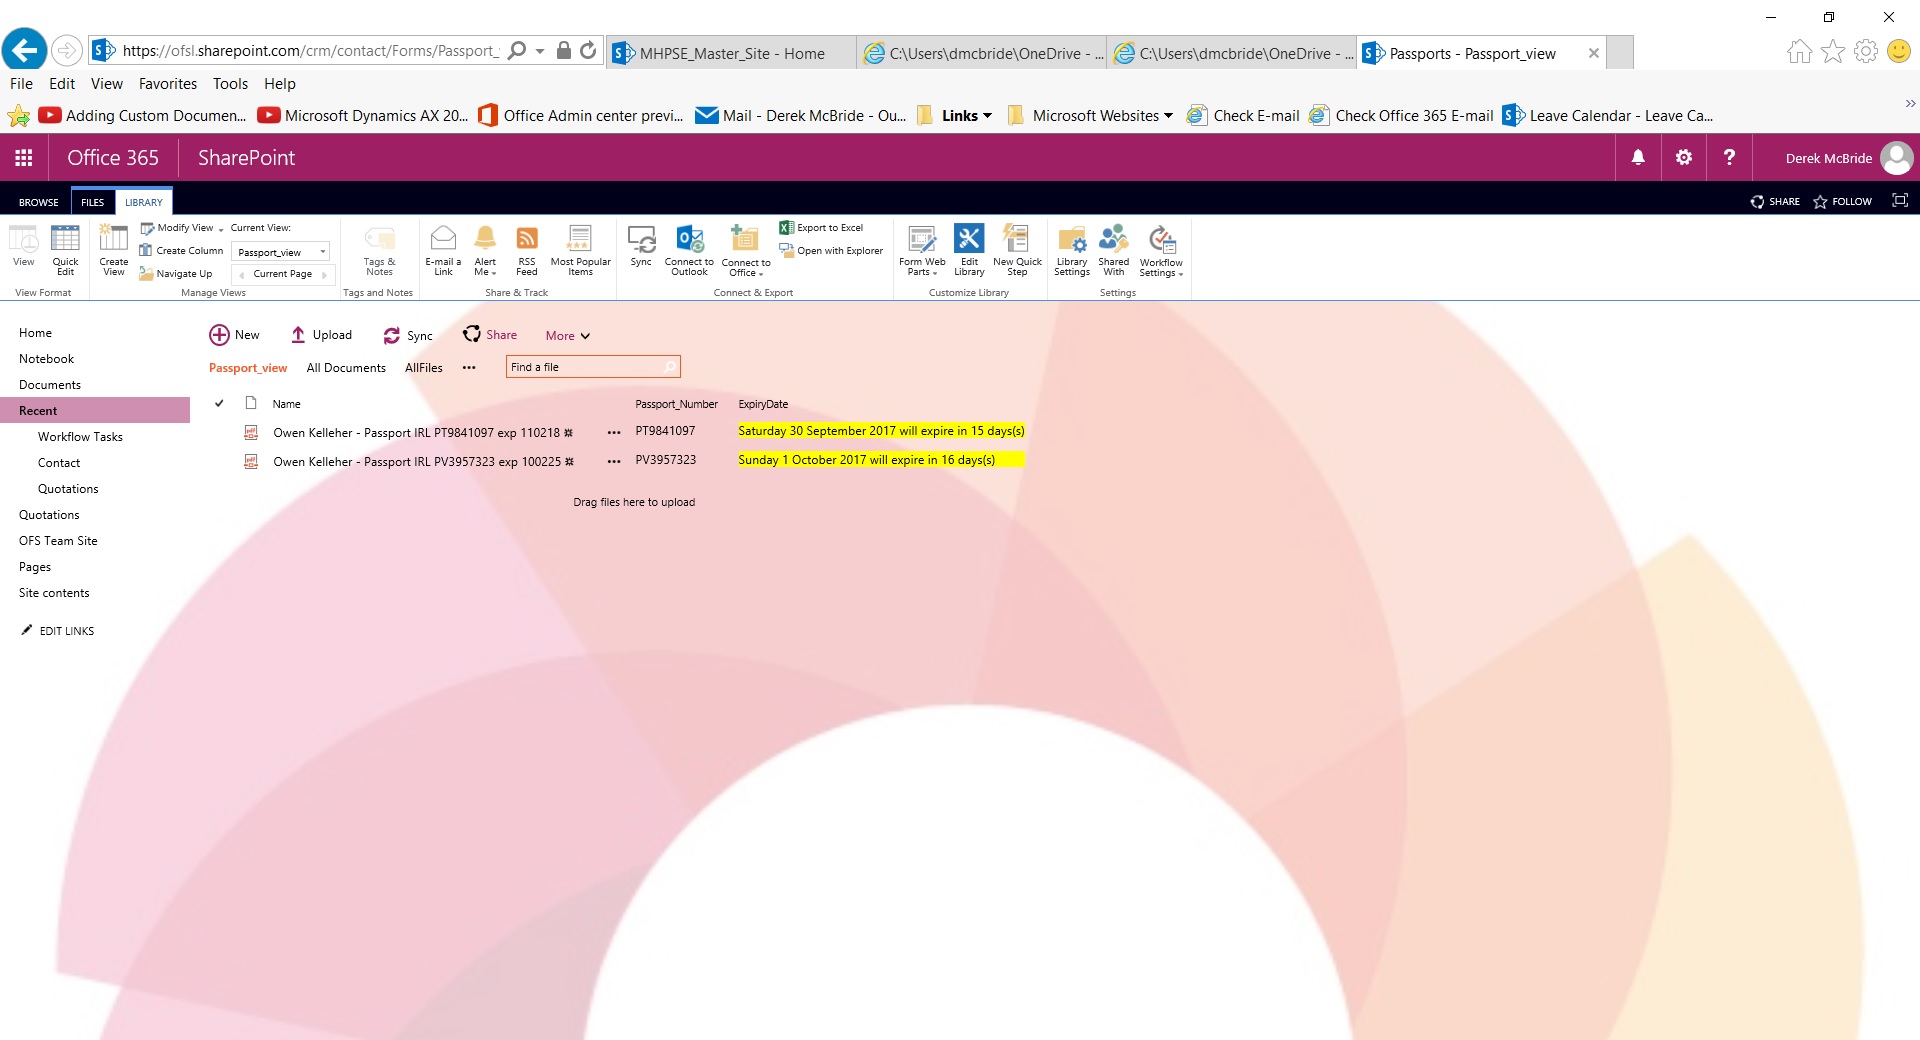 https://ofsl.sharepoint.com/crm/contact/Forms/Passport_
MHPSE_Master_Site - Home
C:\Users\dmcbride\OneDrive - ...
C:\Users\dmcbride\OneDrive - ...
Passports - Passport_view
File Edit View Favorites Tools Help
Adding Custom Documen... Microsoft Dynamics AX 20... Office Admin center previ... Mail - Derek McBride - Ou... Links Microsoft Websites Check E-mail Check Office 365 E-mail Leave Calendar - Leave Ca...
Office 365 SharePoint Derek McBride
BROWSE FILES LIBRARY SHARE FOLLOW
View
Quick Edit
View Format
Create View
Modify View
Create Column
Navigate Up
Current View:
Passport_view
Current Page
Manage Views
Tags & Notes
Tags and Notes
E-mail a Link
Alert Me
RSS Feed
Most Popular Items
Share & Track
Sync
Connect to Outlook
Connect to Office
Export to Excel
Open with Explorer
Connect & Export
Form Web Parts
Edit Library
New Quick Step
Customize Library
Library Settings
Shared With
Workflow Settings
Settings
Home
Notebook
Documents
Recent
Workflow Tasks
Contact
Quotations
Quotations
OFS Team Site
Pages
Site contents
EDIT LINKS
New Upload Sync Share More
Passport_view All Documents AllFiles ... Find a file
Name Passport_Number ExpiryDate
Owen Kelleher - Passport IRL PT9841097 exp 110218 ... PT9841097 Saturday 30 September 2017 will expire in 15 days(s)
Owen Kelleher - Passport IRL PV3957323 exp 100225 ... PV3957323 Sunday 1 October 2017 will expire in 16 days(s)
Drag files here to upload